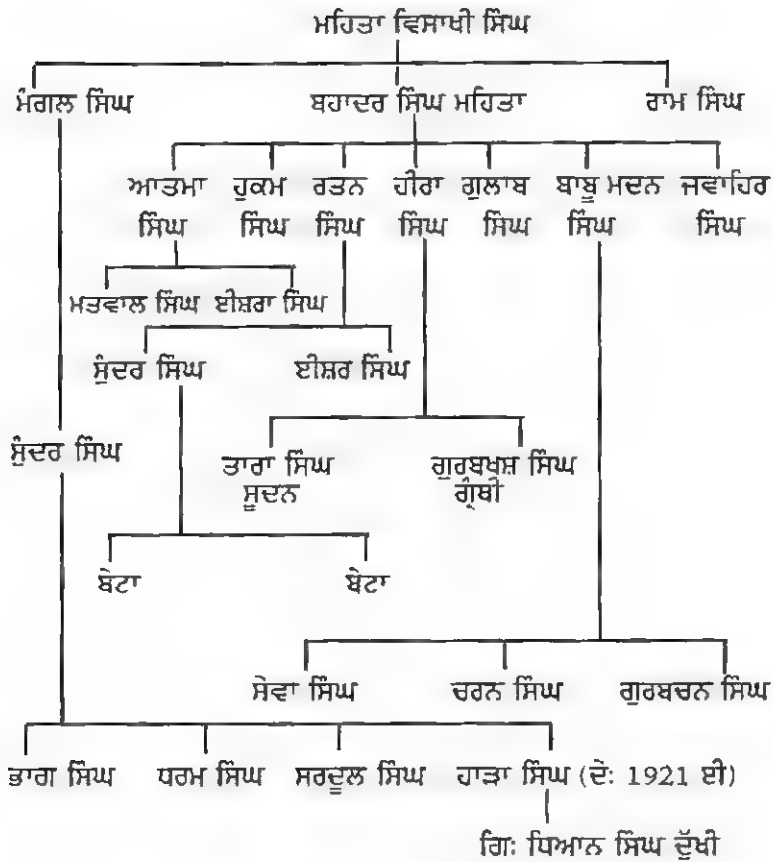 ਮਹਿਤਾ ਵਿਸਾਖੀ ਸਿੰਘ
ਮੰਗਲ ਸਿੰਘ ਬਹਾਦਰ ਸਿੰਘ ਮਹਿਤਾ ਰਾਮ ਸਿੰਘ
ਆਤਮਾ ਹੁਕਮ ਰਤਨ ਹੀਰਾ ਗੁਲਾਬ ਬਾਬੂ ਮਦਨ ਜਵਾਹਿਰ
ਸਿੰਘ ਸਿੰਘ ਸਿੰਘ ਸਿੰਘ ਸਿੰਘ ਸਿੰਘ ਸਿੰਘ
ਮਤਵਾਲ ਸਿੰਘ ਈਸ਼ਰਾ ਸਿੰਘ
ਸੁੰਦਰ ਸਿੰਘ ਈਸ਼ਰ ਸਿੰਘ
ਸੁੰਦਰ ਸਿੰਘ ਤਾਰਾ ਸਿੰਘ ਗੁਰਬਖਸ਼ ਸਿੰਘ
ਸੂਦਨ ਗ੍ਰੰਥੀ
ਬੇਟਾ ਬੇਟਾ
ਸੇਵਾ ਸਿੰਘ ਚਰਨ ਸਿੰਘ ਗੁਰਬਚਨ ਸਿੰਘ
ਭਾਗ ਸਿੰਘ ਧਰਮ ਸਿੰਘ ਸਰਦੂਲ ਸਿੰਘ ਹਾੜਾ ਸਿੰਘ (ਦੇ: 1921 ਈ)
ਗਿ: ਧਿਆਨ ਸਿੰਘ ਦੁੱਖੀ